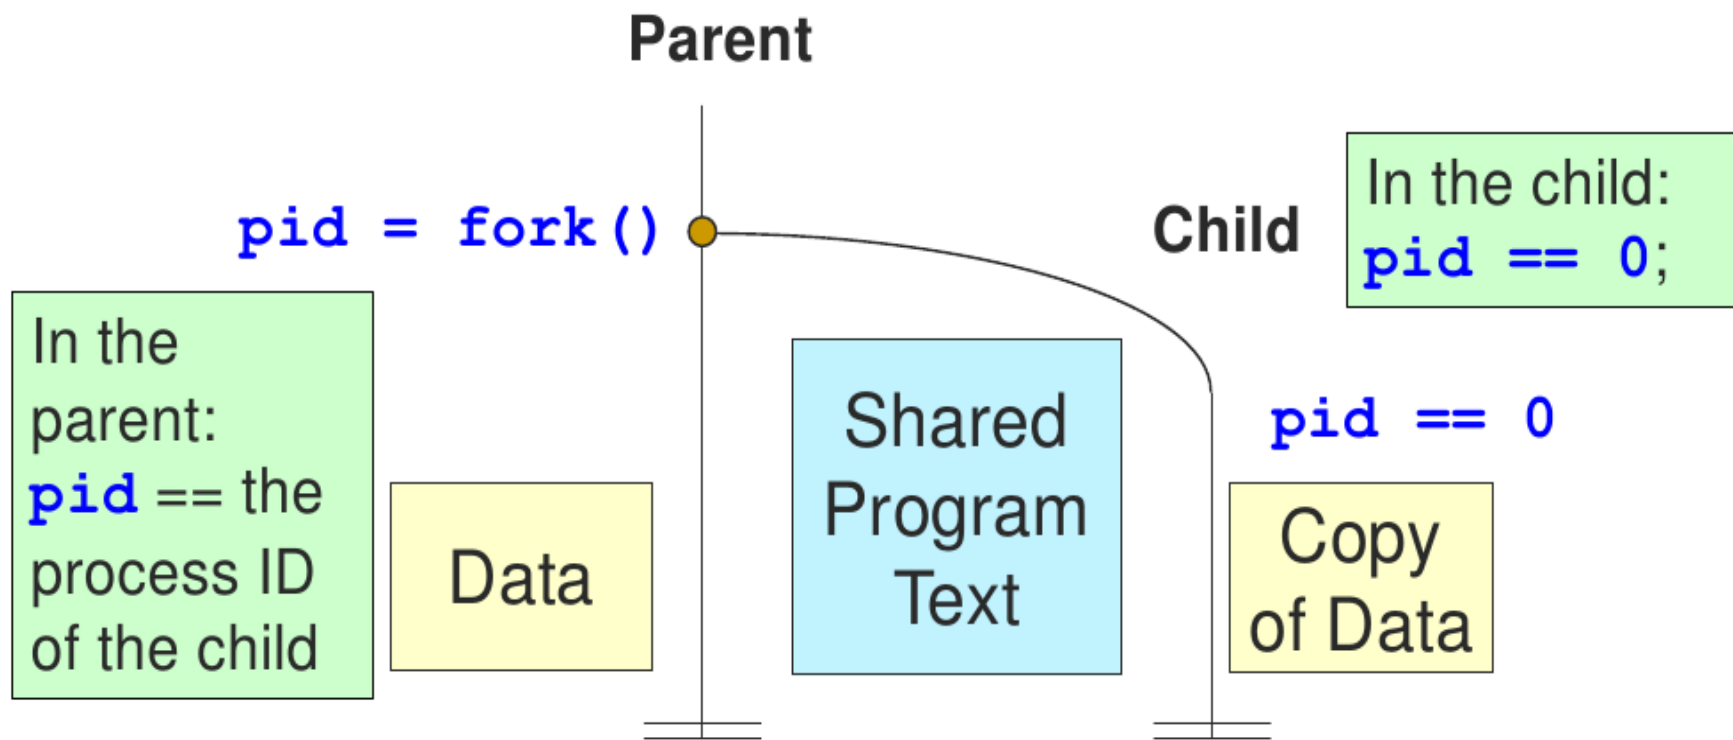 Parent
pid = fork()
Child
In the child:
pid == 0;
In the
parent:
pid == the
process ID
of the child
Data
Shared
Program
Text
pid == 0
Copy
of Data